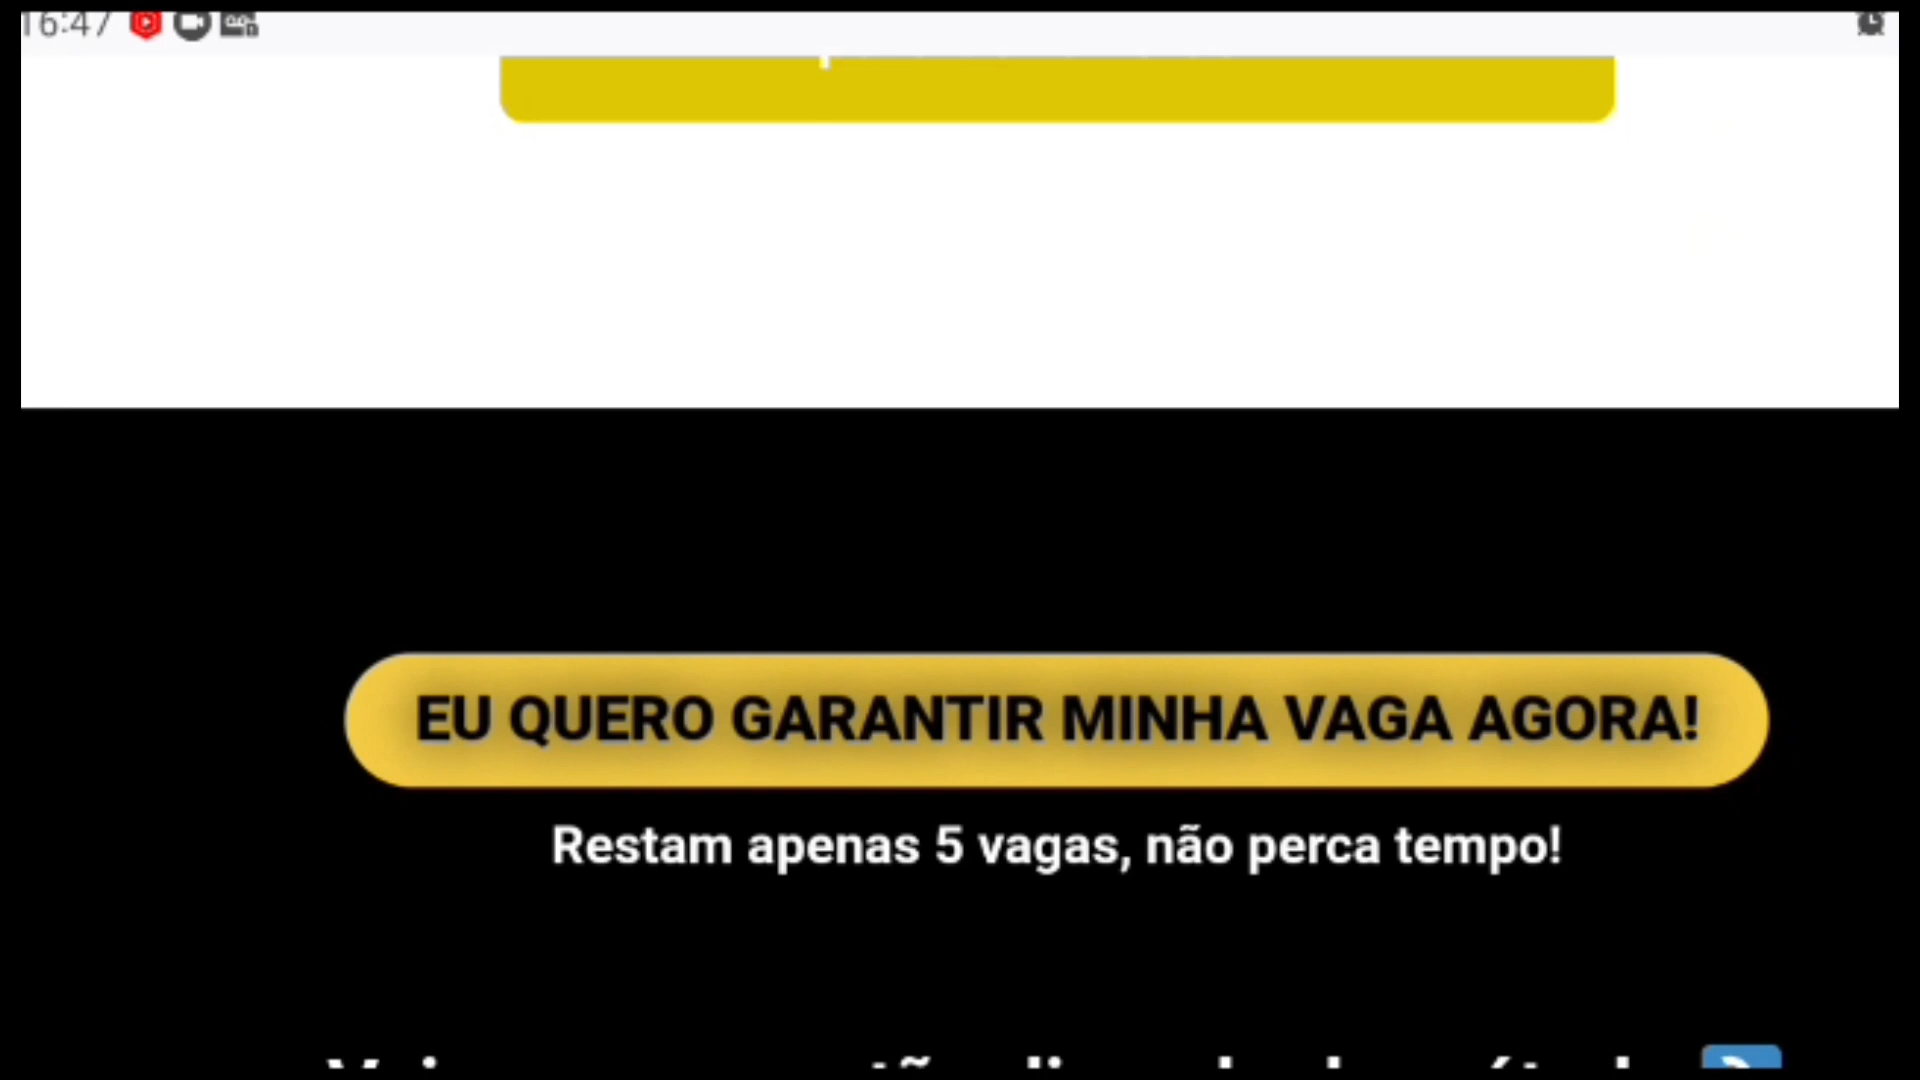 16:47
EU QUERO GARANTIR MINHA VAGA AGORA!
Restam apenas 5 vagas, não perca tempo!